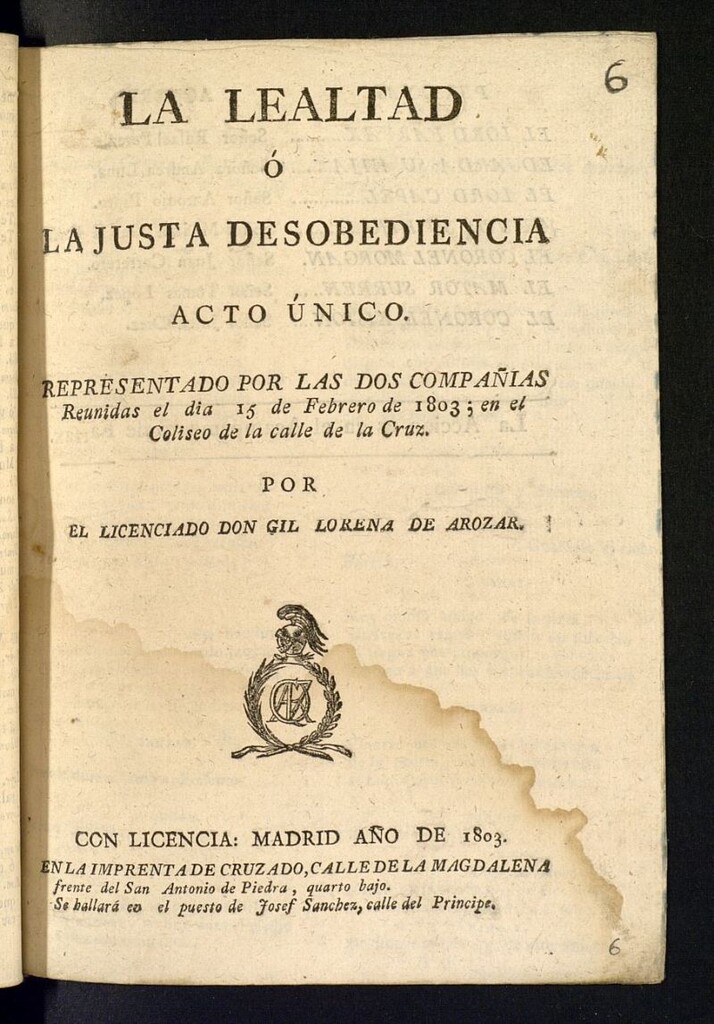 6
LA LEALTAD
Ó
LA JUSTA DESOBEDIENCIA
ACTO ÚNICO.
REPRESENTADO POR LAS DOS COMPAÑIAS
Reunidas el dia 15 de Febrero de 1803; en el
Coliseo de la calle de la Cruz.
POR
EL LICENCIADO DON GIL LORENA DE AROZAR.
CON LICENCIA: MADRID AÑO DE 1803.
EN LA IMPRENTA DE CRUZADO, CALLE DE LA MAGDALENA
frente del San Antonio de Piedra, quarto bajo.
Se hallará en el puesto de Josef Sanchez, calle del Principe.
6